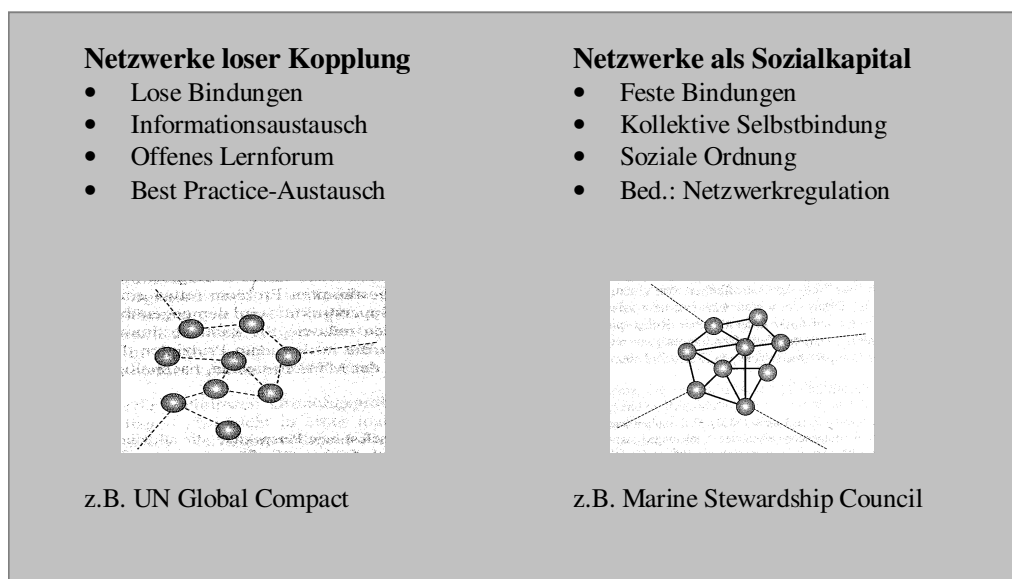 Netzwerke loser Kopplung
• Lose Bindungen
• Informationsaustausch
• Offenes Lernforum
• Best Practice-Austausch
z.B. UN Global Compact
Netzwerke als Sozialkapital
• Feste Bindungen
• Kollektive Selbstbindung
• Soziale Ordnung
• Bed.: Netzwerkregulation
z.B. Marine Stewardship Council